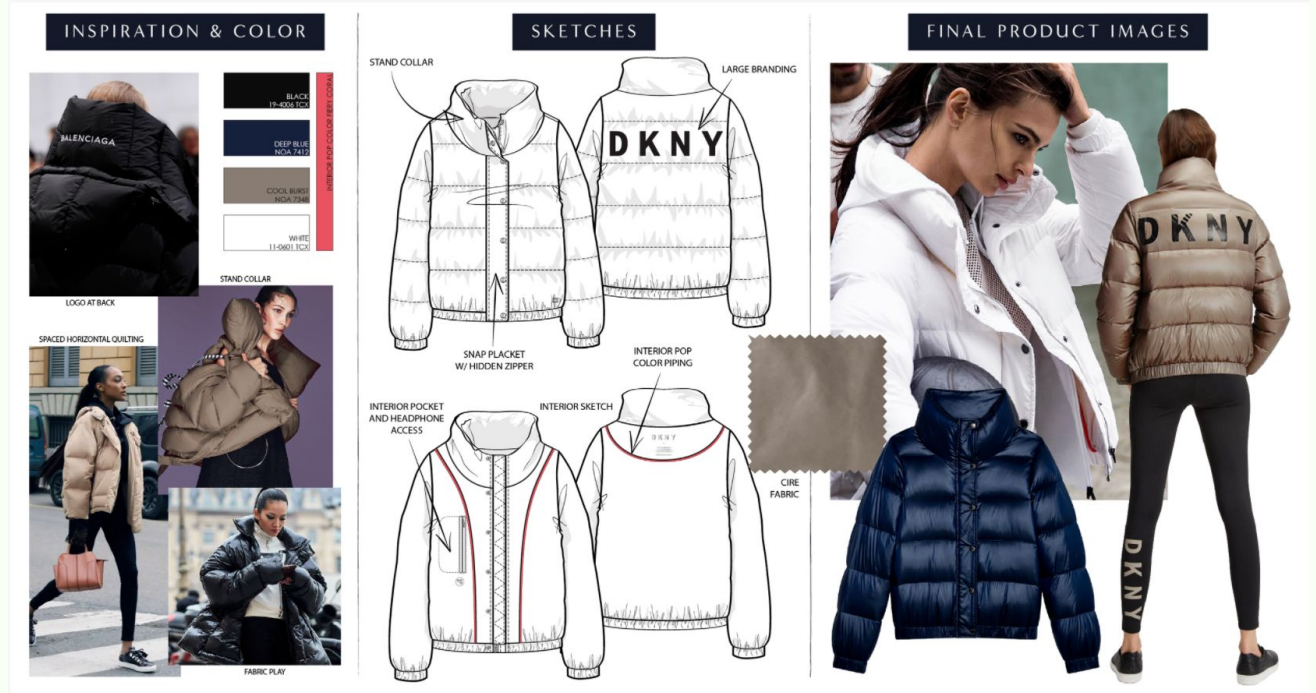 INSPIRATION & COLOR
BALENCIAGA
LOGO AT BACK
BLACK
19-4006 TCX
DEEP BLUE
NOA 7412
COOL BURST
NOA 7348
WHITE
11-0601 TCX
INTERIOR POP COLOR FIERY CORAL
STAND COLLAR
SPACED HORIZONTAL QUILTING
FABRIC PLAY
SKETCHES
STAND COLLAR
LARGE BRANDING
DKNY
SNAP PLACKET
W/ HIDDEN ZIPPER
INTERIOR POP
COLOR PIPING
INTERIOR POCKET
AND HEADPHONE
ACCESS
INTERIOR SKETCH
DKNY
CIRE
FABRIC
FINAL PRODUCT IMAGES
DKNY
DKNY